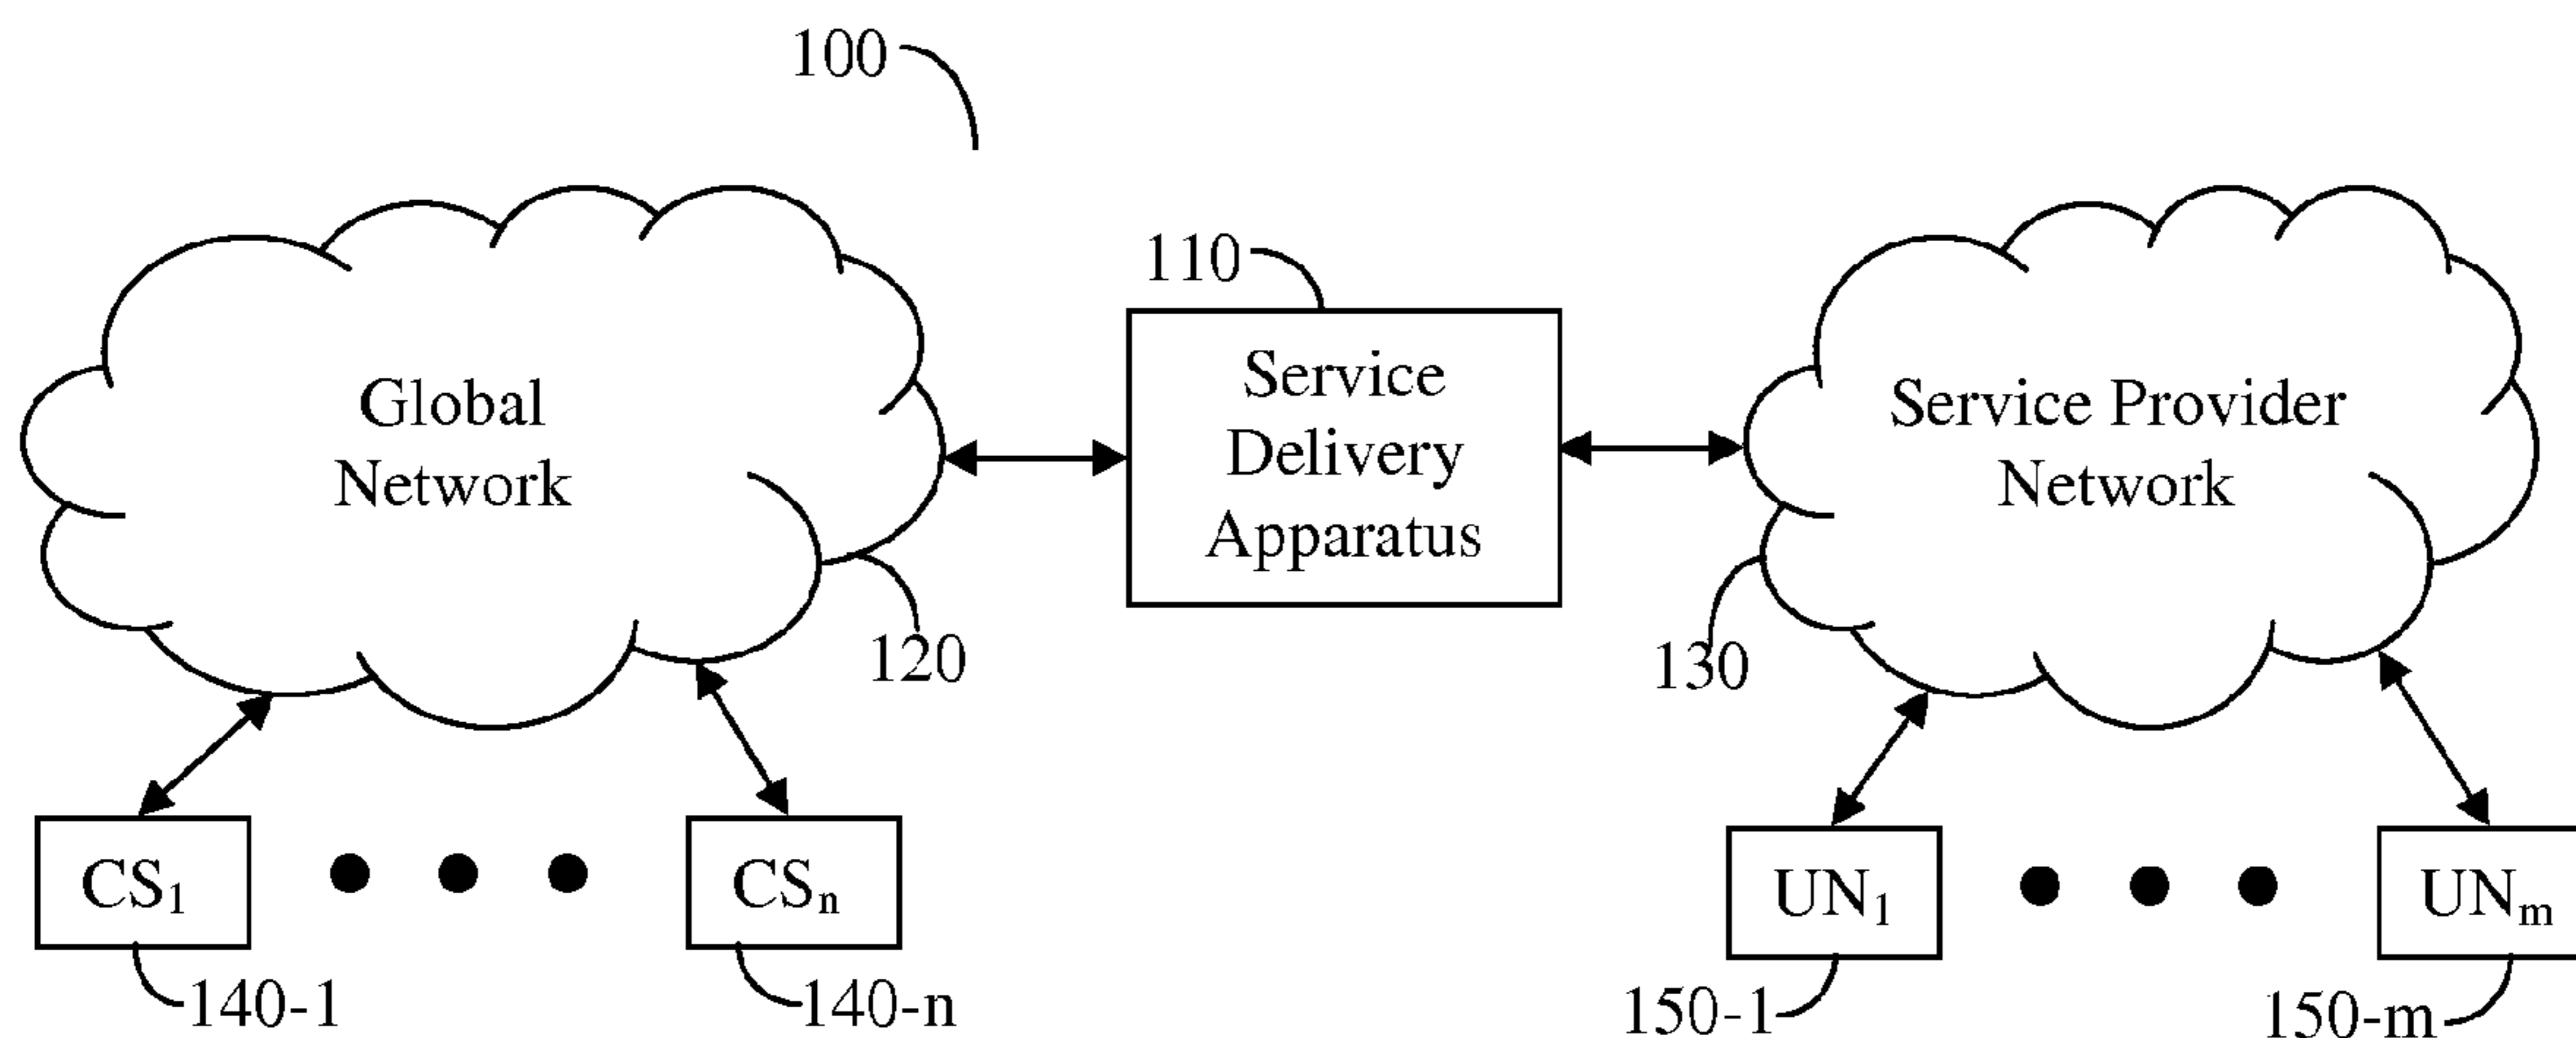 100
110
Global
Network
Service
Delivery
Apparatus
Service Provider
Network
120
130
CS₁
CSₙ
UN₁
UNₘ
140-1
140-n
150-1
150-m